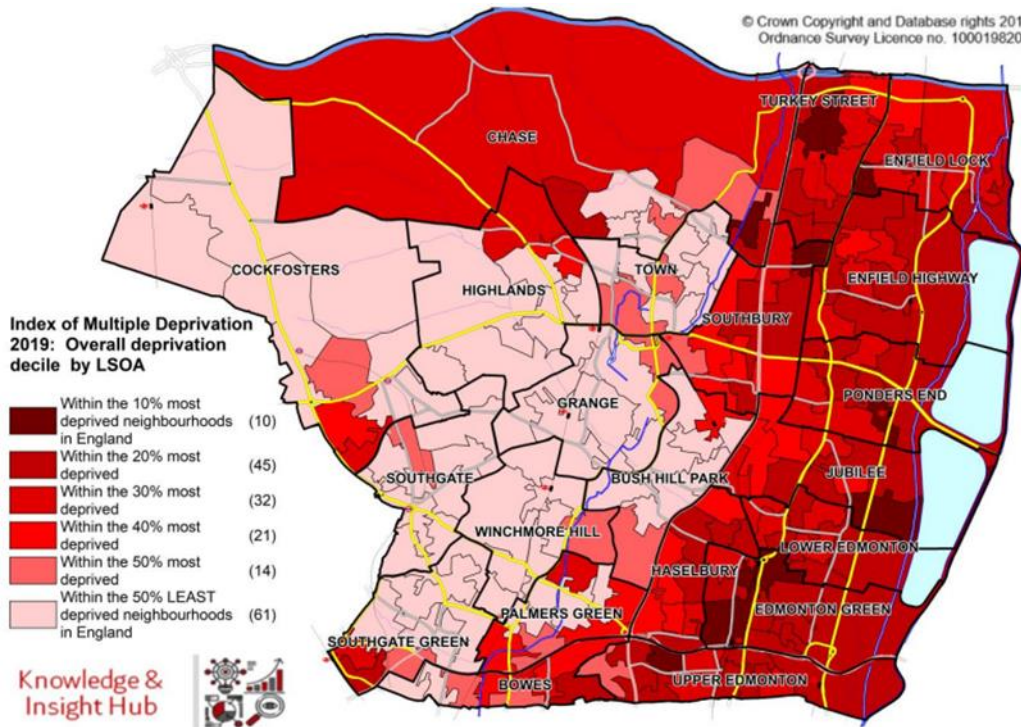 © Crown Copyright and Database rights 201
Ordnance Survey Licence no. 100019820
TURKEY STREET
CHASE
ENFIELD LOCK
COCKFOSTERS
TOWN
ENFIELD HIGHWAY
HIGHLANDS
SOUTHBURY
Index of Multiple Deprivation
2019: Overall deprivation
decile by LSOA
PONDERS END
GRANGE
Within the 10% most
deprived neighbourhoods (10)
in England
Within the 20% most (45)
deprived
Within the 30% most (32)
deprived
Within the 40% most (21)
deprived
Within the 50% most (14)
deprived
Within the 50% LEAST
deprived neighbourhoods (61)
in England
SOUTHGATE
BUSH HILL PARK
JUBILEE
WINCHMORE HILL
LOWER EDMONTON
HASELBURY
PALMERS GREEN
EDMONTON GREEN
SOUTHGATE GREEN
BOWES
UPPER EDMONTON
Knowledge &
Insight Hub